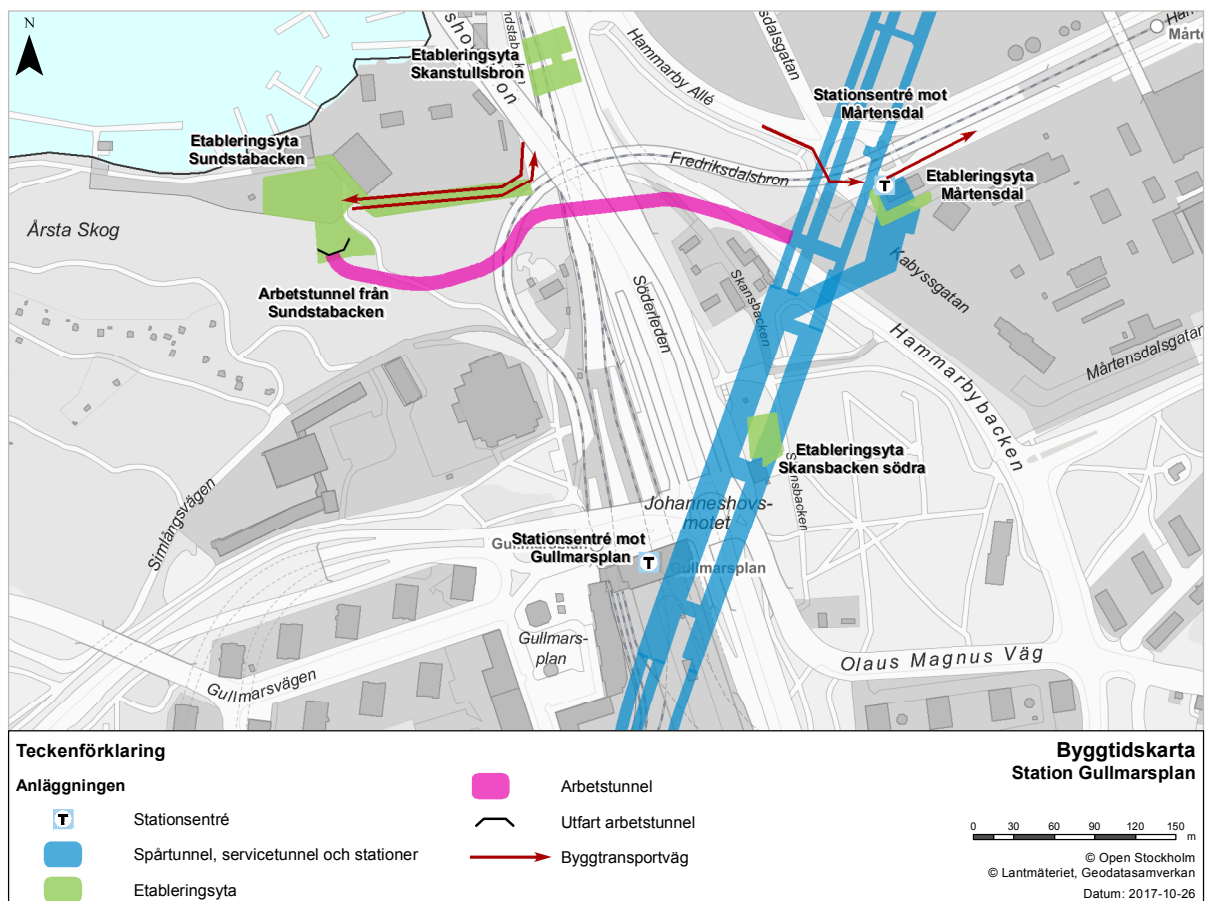 N
Etableringsyta
Skanstullsbron
Hammarby Allé
Stationsentré mot
Mårtensdal
Etableringsyta
Sundstabacken
Fredriksdalsbron
Etableringsyta
Mårtensdal
T
Årsta Skog
Kabyssgatan
Arbetstunnel från
Sundstabacken
Söderleden
Skansbacken
Hammarbybacken
Mårtensdalsgatan
Etableringsyta
Skansbacken södra
Skansbacken
Simlångsvägen
Johanneshovs-
motet
Stationsentré mot
Gullmarsplan
Gullmarsplan
T
Gullmarsplan
Gullmars-
plan
Olaus Magnus Väg
Gullmarsvägen
Teckenförklaring
Anläggningen
T
Stationsentré
Spårtunnel, servicetunnel och stationer
Etableringsyta
Arbetstunnel
Utfart arbetstunnel
Byggtransportväg
Byggtidskarta
Station Gullmarsplan
0 30 60 90 120 150
m
© Open Stockholm
© Lantmäteriet, Geodatasamverkan
Datum: 2017-10-26